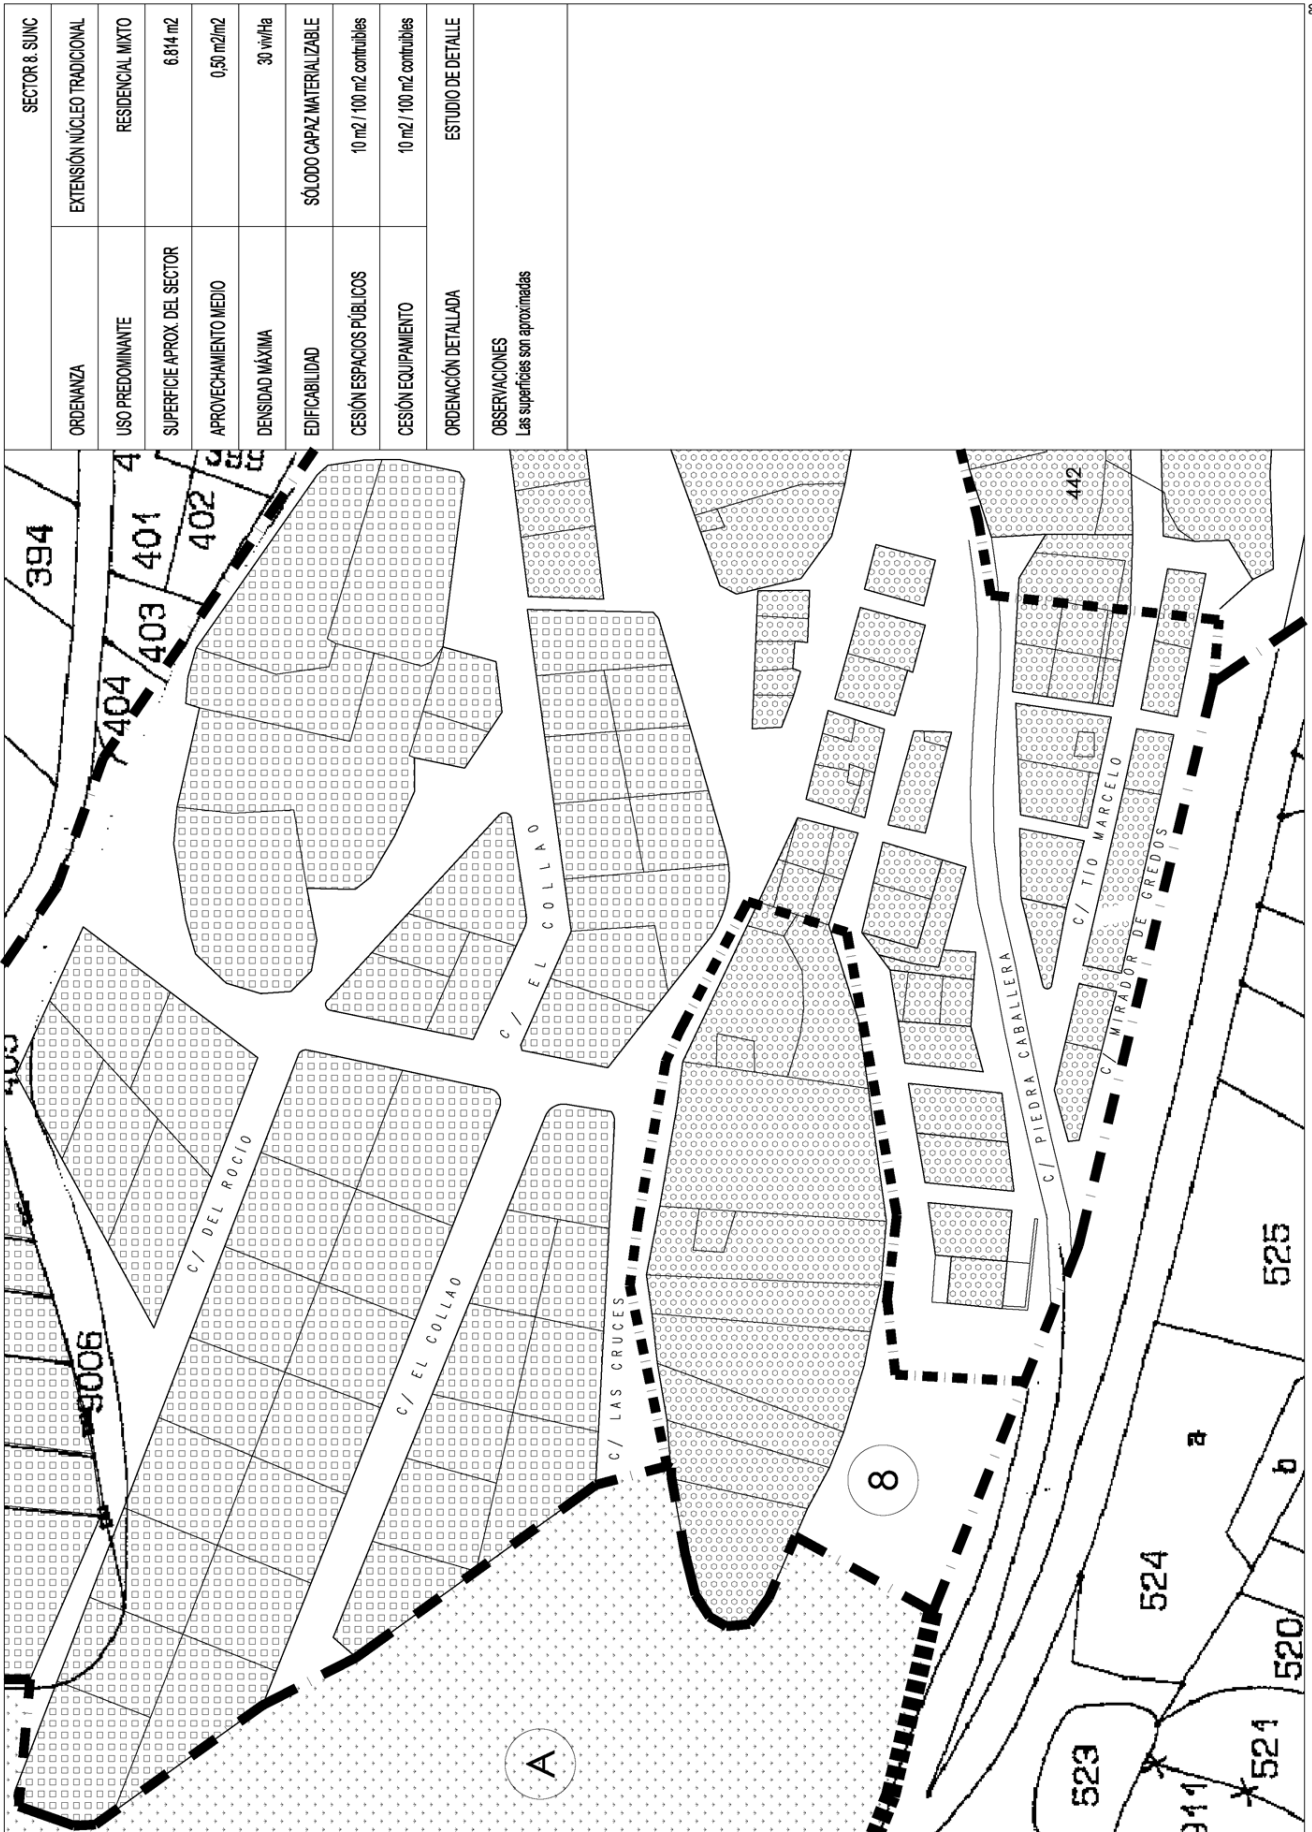 SECTOR 8. SUNC
ORDENANZA EXTENSIÓN NÚCLEO TRADICIONAL
USO PREDOMINANTE RESIDENCIAL MIXTO
SUPERFICIE APROX. DEL SECTOR 6.814 m2
APROVECHAMIENTO MEDIO 0,50 m2/m2
DENSIDAD MÁXIMA 30 viv/Ha
EDIFICABILIDAD SÓLODO CAPAZ MATERIALIZABLE
CESIÓN ESPACIOS PÚBLICOS 10 m2 / 100 m2 contruibles
CESIÓN EQUIPAMIENTO 10 m2 / 100 m2 contruibles
ORDENACIÓN DETALLADA ESTUDIO DE DETALLE
OBSERVACIONES
Las superficies son aproximadas
394
401
402
403
404
9006
442
C/ DEL ROCIO
C/ EL COLLAO
C/ EL COLLAO
C/ LAS CRUCES
C/ PIEDRA CABALLERA
C/ TIO MARCELO
C/ MIRADOR DE GREDOS
8
A
525
524
a
b
520
523
521